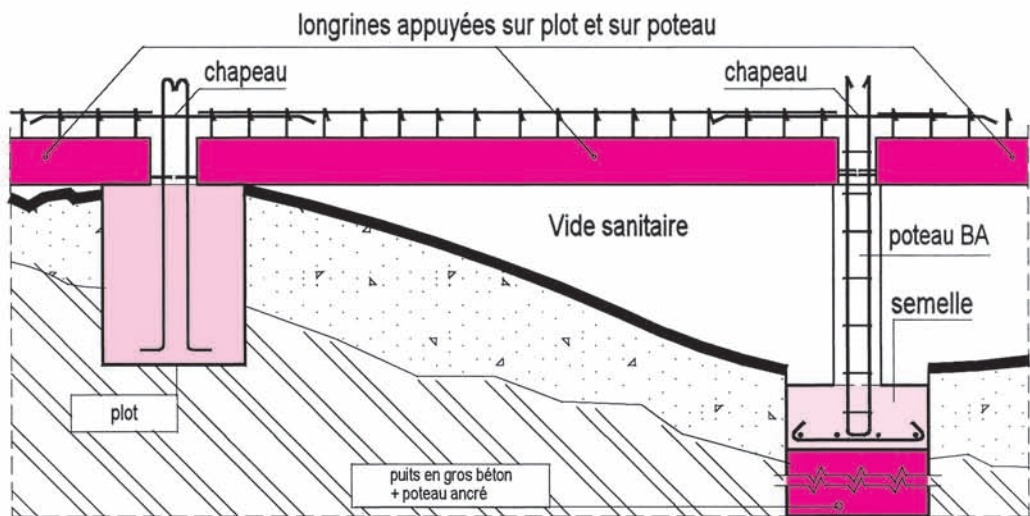 longrines appuyées sur plot et sur poteau
chapeau
chapeau
Vide sanitaire
poteau BA
semelle
plot
puits en gros béton
+ poteau ancré